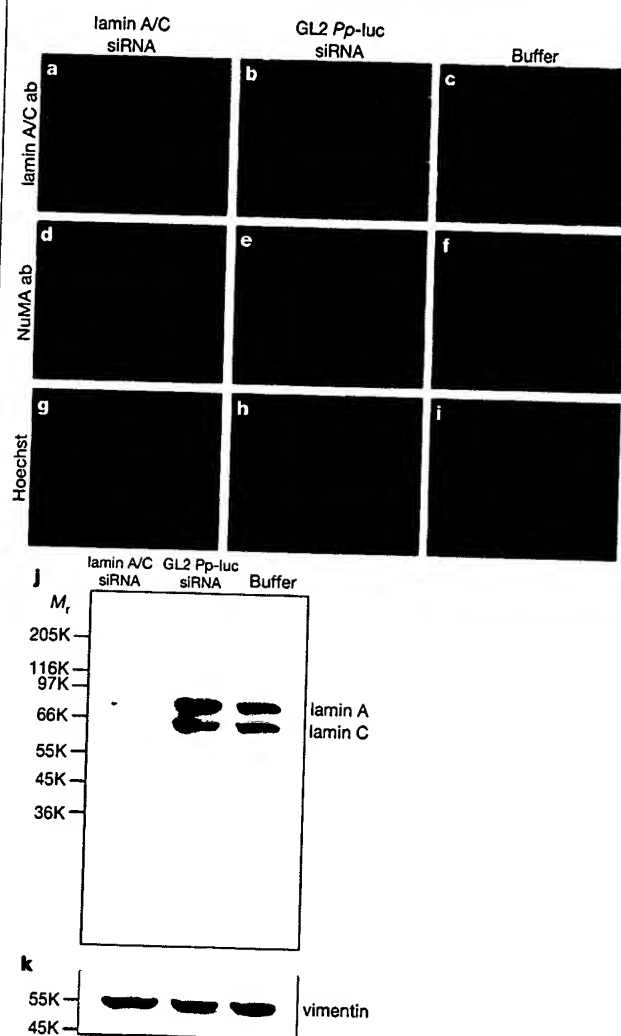 lamin A/C
siRNA
GL2 Pp-luc
siRNA
Buffer
lamin A/C ab
a
b
c
NuMA ab
d
e
f
Hoechst
g
h
i
j
lamin A/C
siRNA
GL2 Pp-luc
siRNA
Buffer
Mr
205K
116K
97K
66K
55K
45K
36K
lamin A
lamin C
k
55K
45K
vimentin